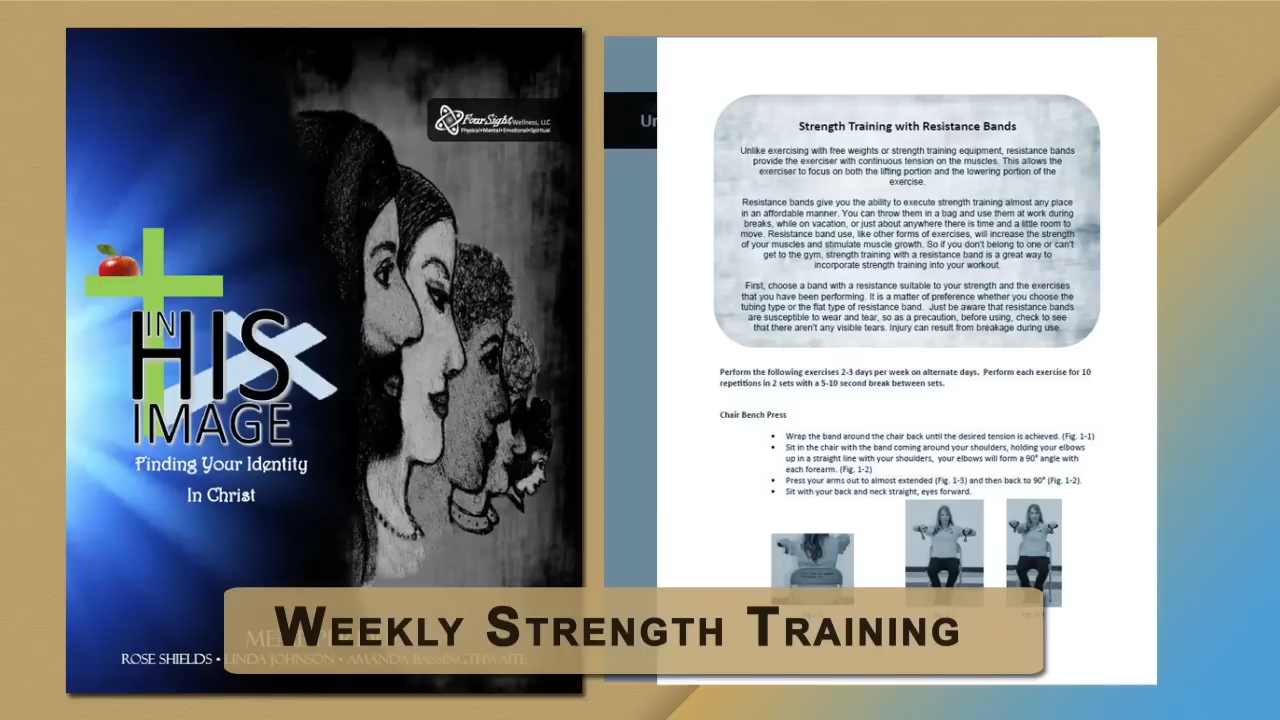 FourSight Wellness, LLC
Physical•Mental•Emotional•Spiritual
IN
HIS
IMAGE
Finding Your Identity
In Christ
ROSE SHIELDS • LINDA JOHNSON • AMANDA BASSINGTHWAITE
Strength Training with Resistance Bands
Unlike exercising with free weights or strength training equipment, resistance bands
provide the exerciser with continuous tension on the muscles. This allows the
exerciser to focus on both the lifting portion and the lowering portion of the
exercise.
Resistance bands give you the ability to execute strength training almost any place
in an affordable manner. You can throw them in a bag and use them at work during
breaks, while on vacation, or just about anywhere there is time and a little room to
move. Resistance band use, like other forms of exercises, will increase the strength
of your muscles and stimulate muscle growth. So if you don't belong to one or can't
get to the gym, strength training with a resistance band is a great way to
incorporate strength training into your workout.
First, choose a band with a resistance suitable to your strength and the exercises
that you have been performing. It is a matter of preference whether you choose the
tubing type or the flat type of resistance band. Just be aware that resistance bands
are susceptible to wear and tear, so as a precaution, before using, check to see
that there aren't any visible tears. Injury can result from breakage during use.
Perform the following exercises 2-3 days per week on alternate days. Perform each exercise for 10
repetitions in 2 sets with a 5-10 second break between sets.
Chair Bench Press
• Wrap the band around the chair back until the desired tension is achieved. (Fig. 1-1)
• Sit in the chair with the band coming around your shoulders, holding your elbows
up in a straight line with your shoulders, your elbows will form a 90° angle with
each forearm. (Fig. 1-2)
• Press your arms out to almost extended (Fig. 1-3) and then back to 90° (Fig. 1-2).
• Sit with your back and neck straight, eyes forward.
WEEKLY STRENGTH TRAINING